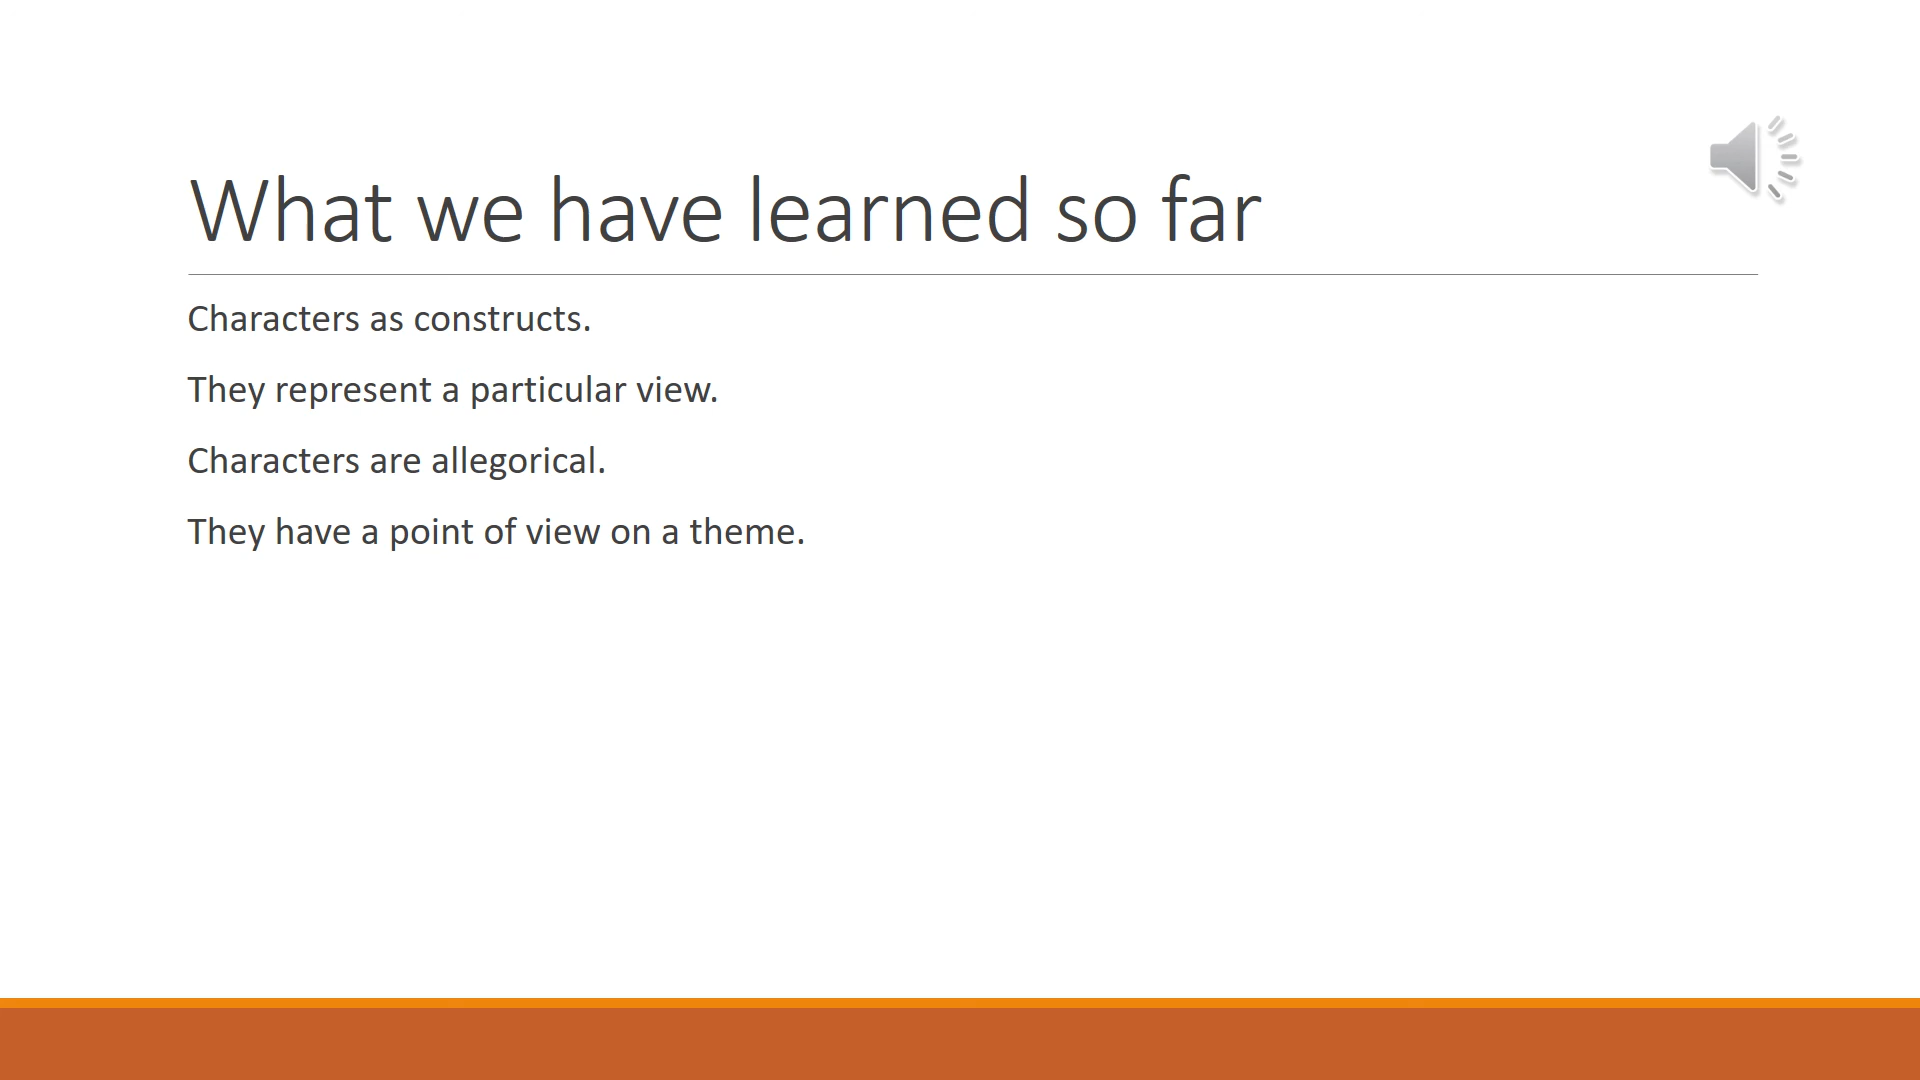 What we have learned so far
Characters as constructs.
They represent a particular view.
Characters are allegorical.
They have a point of view on a theme.